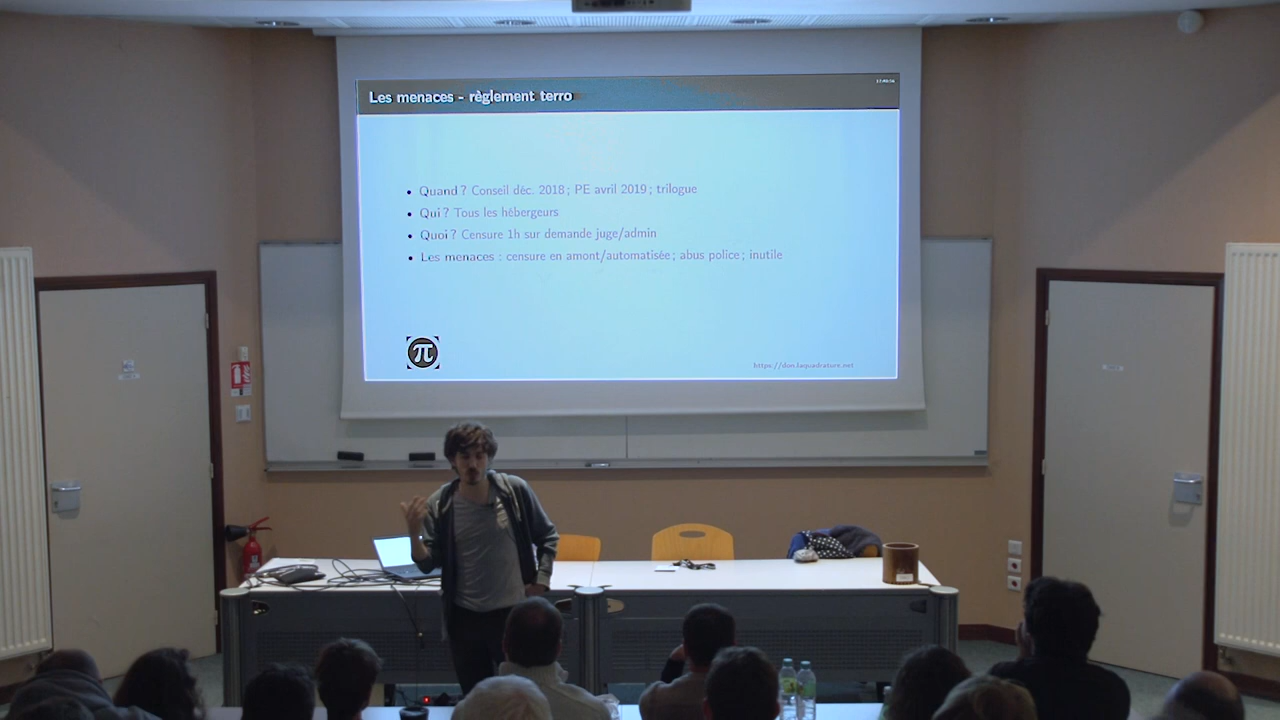 Les menaces - règlement terro
• Quand ? Conseil déc. 2018 ; PE avril 2019 ; trilogue
• Qui ? Tous les hébergeurs
• Quoi ? Censure 1h sur demande juge/admin
• Les menaces : censure en amont/automatisée ; abus police ; inutile
π
https://don.laquadrature.net